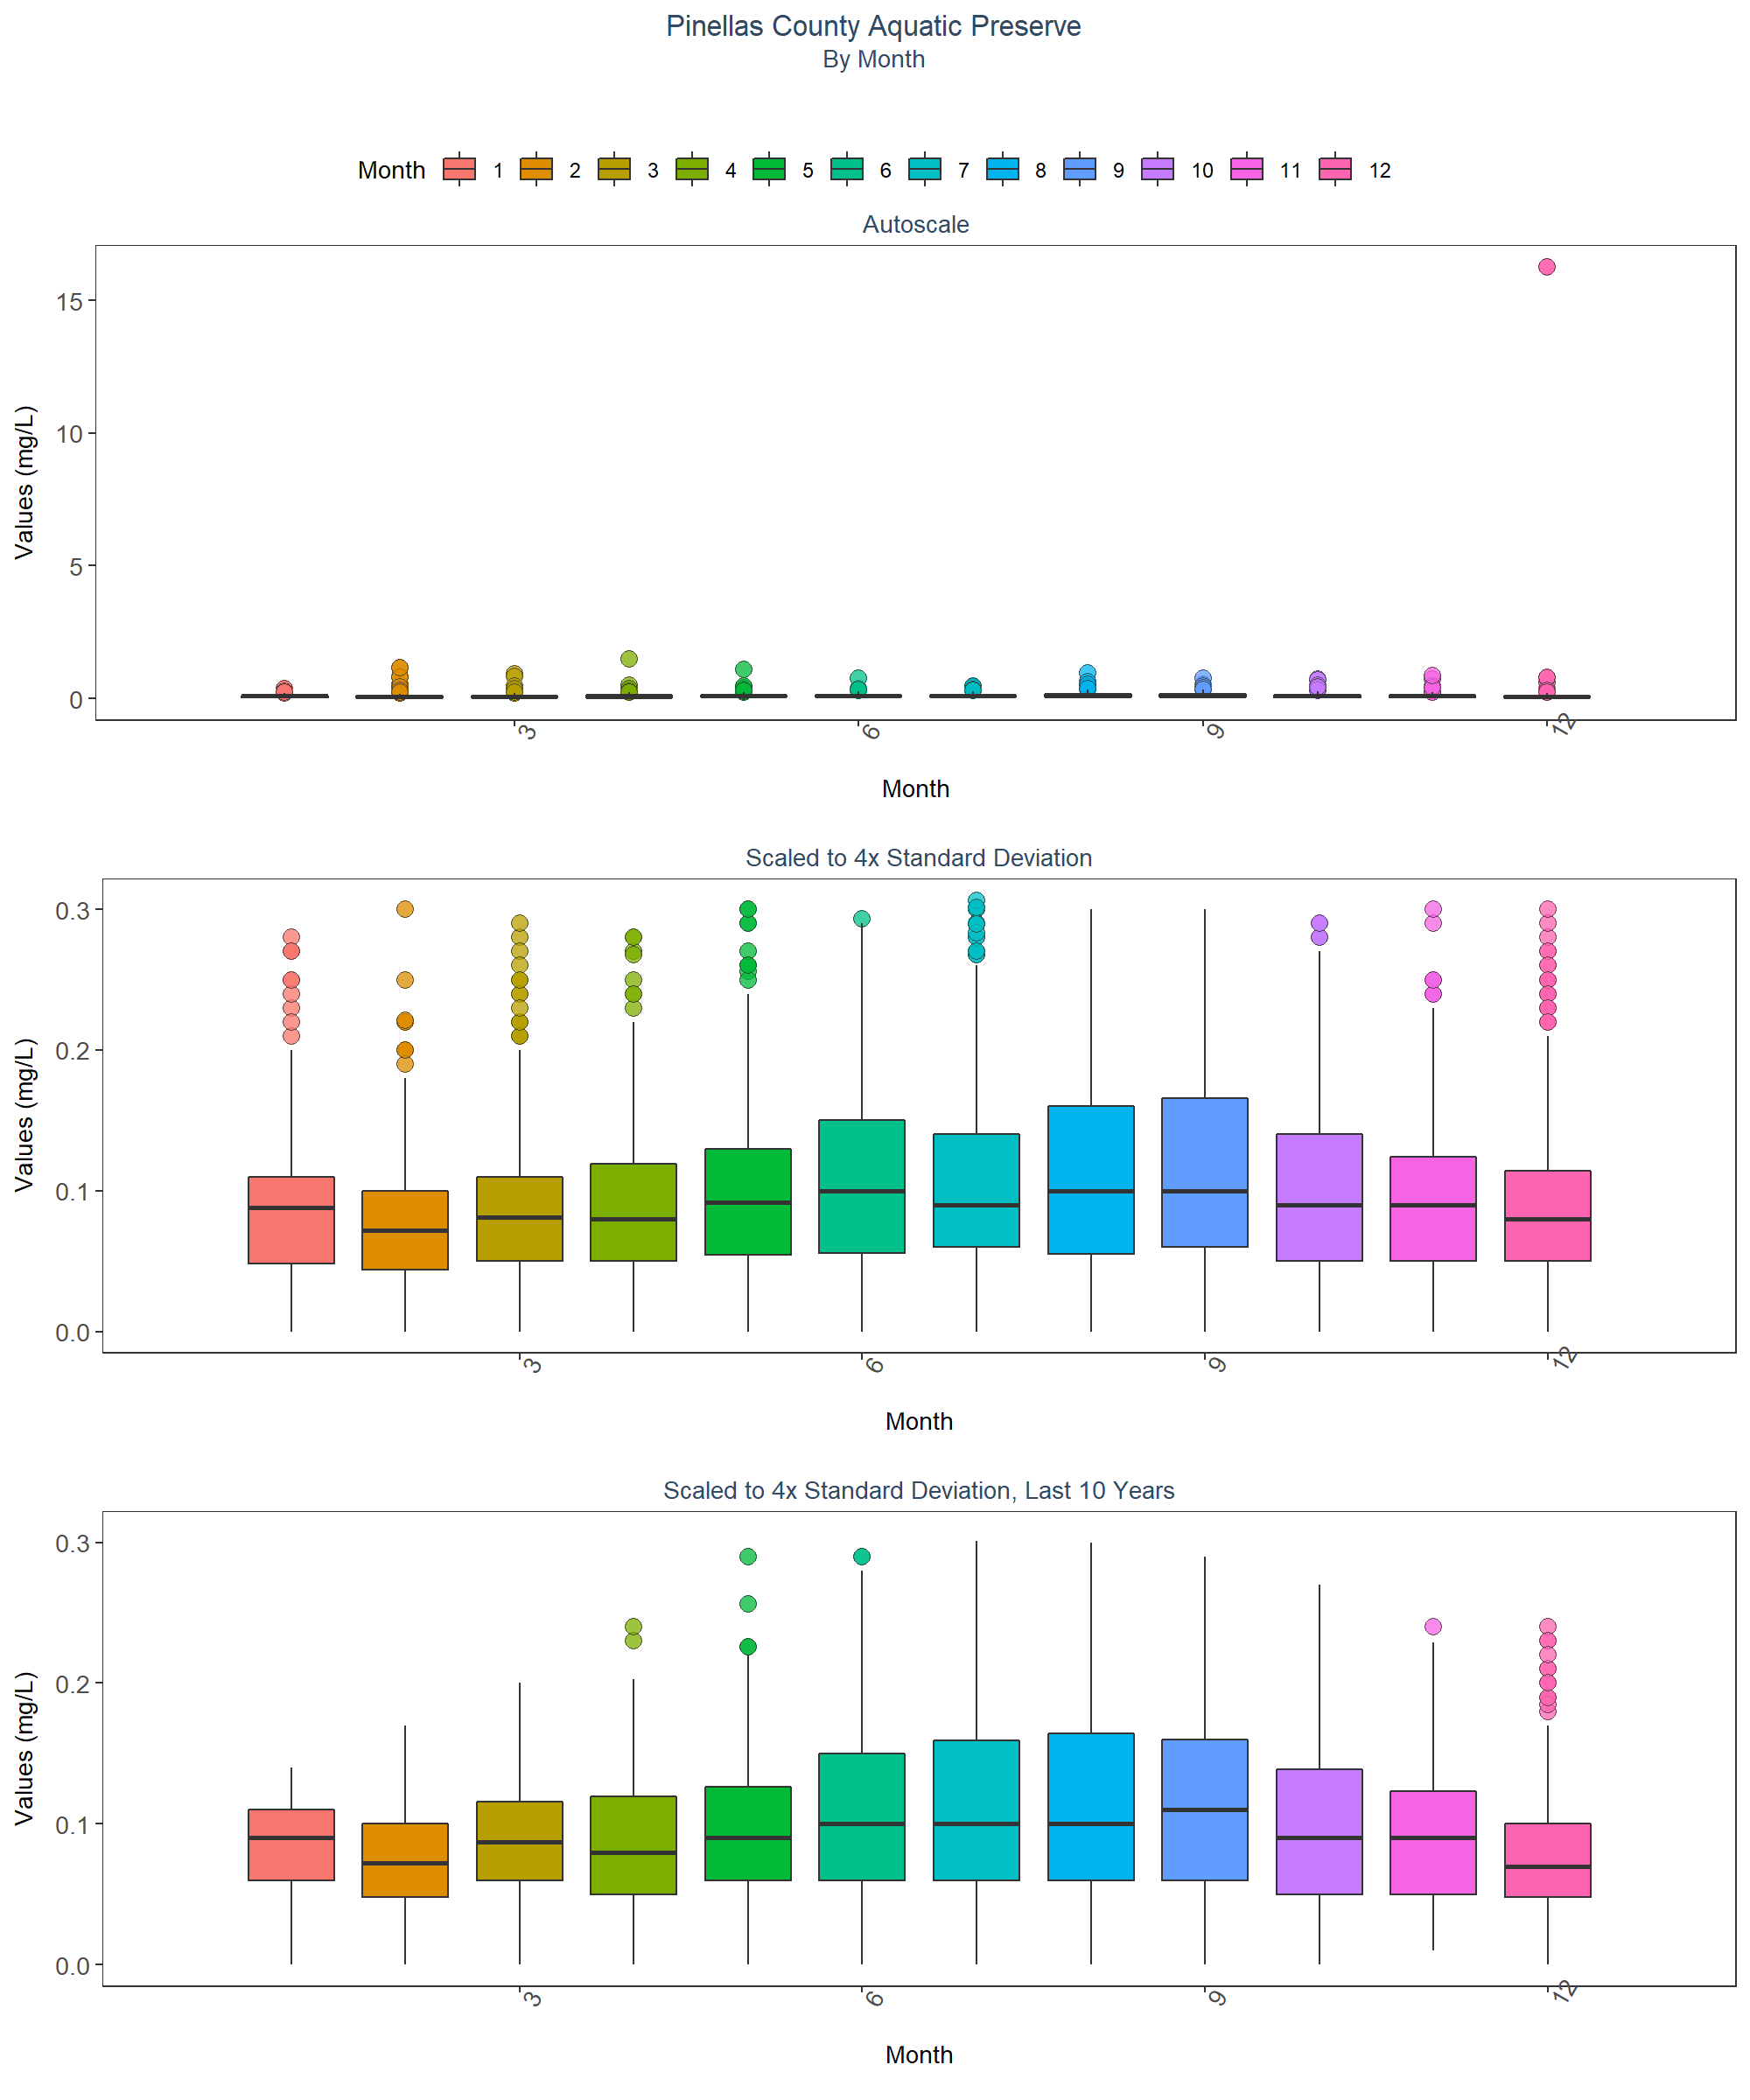 Pinellas County Aquatic Preserve
By Month
Month 1 2 3 4 5 6 7 8 9 10 11 12
Autoscale
Values (mg/L)
15
10
5
0
3 6 9 12
Month
Scaled to 4x Standard Deviation
Values (mg/L)
0.3
0.2
0.1
0.0
3 6 9 12
Month
Scaled to 4x Standard Deviation, Last 10 Years
Values (mg/L)
0.3
0.2
0.1
0.0
3 6 9 12
Month